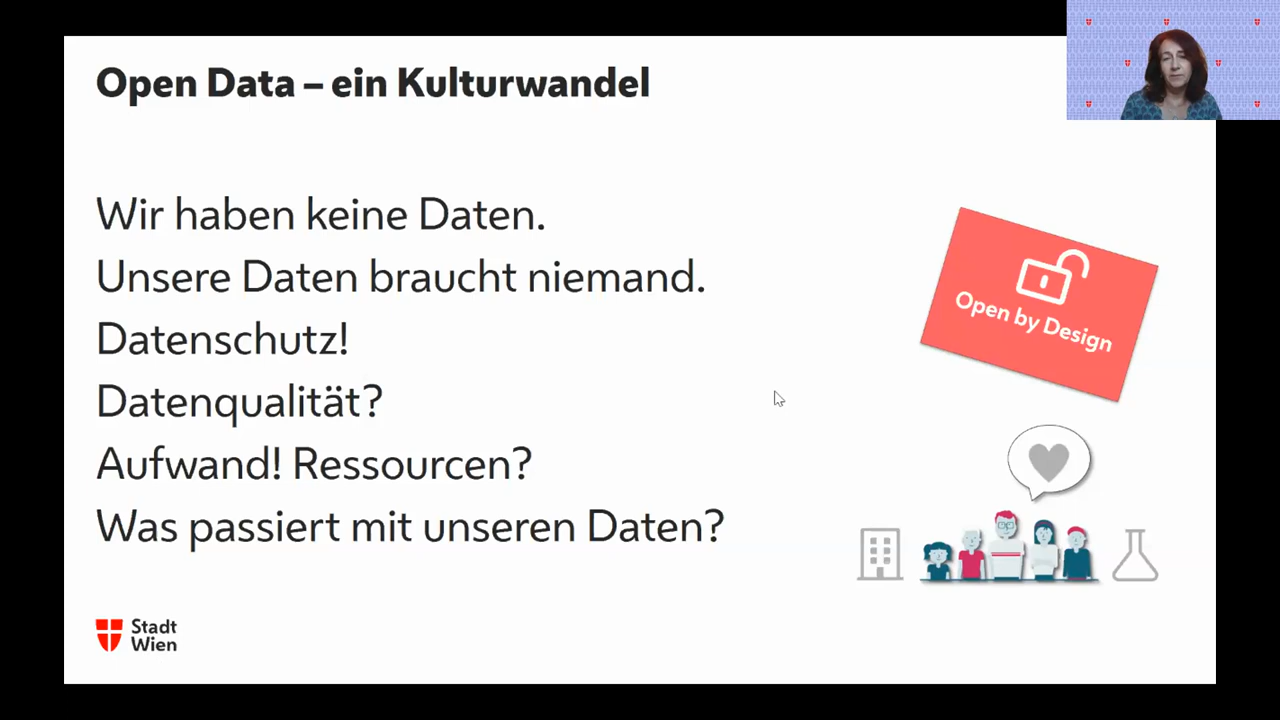 Open Data – ein Kulturwandel
Wir haben keine Daten.
Unsere Daten braucht niemand.
Datenschutz!
Datenqualität?
Aufwand! Ressourcen?
Was passiert mit unseren Daten?
Open by Design
Stadt
Wien